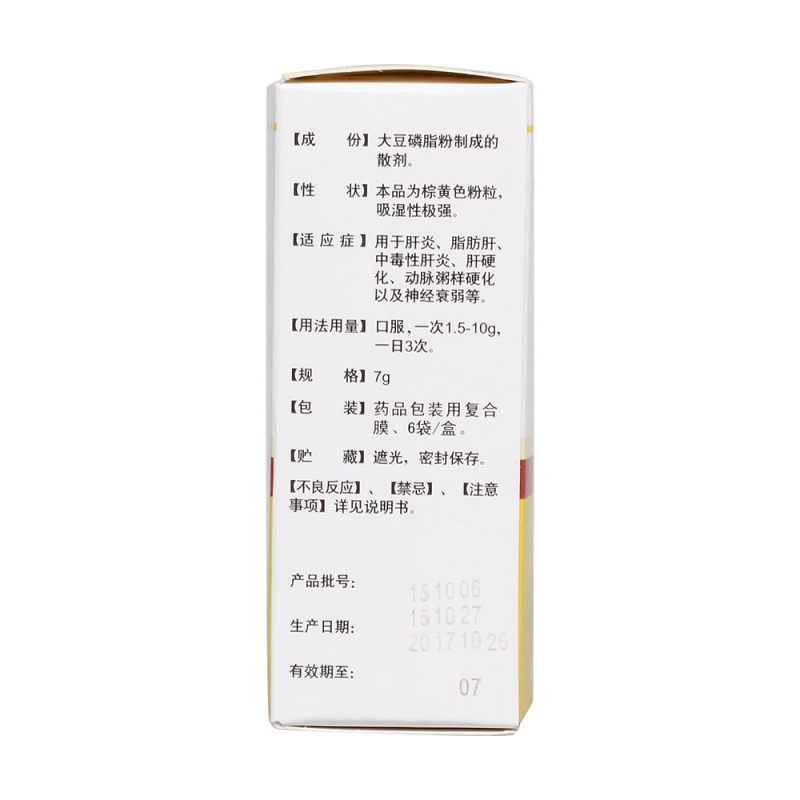 【成 份】大豆磷脂粉制成的
散剂。
【性 状】本品为棕黄色粉粒,
吸湿性极强。
【适应症】用于肝炎、脂肪肝、
中毒性肝炎、肝硬
化、动脉粥样硬化
以及神经衰弱等。
【用法用量】口服,一次1.5-10g,
一日3次。
【规 格】7g
【包 装】药品包装用复合
膜、6袋/盒。
【贮 藏】遮光，密封保存。
【不良反应】、【禁忌】、【注意
事项】详见说明书。
产品批号:
151006
生产日期:
151027
20171026
有效期至:
07